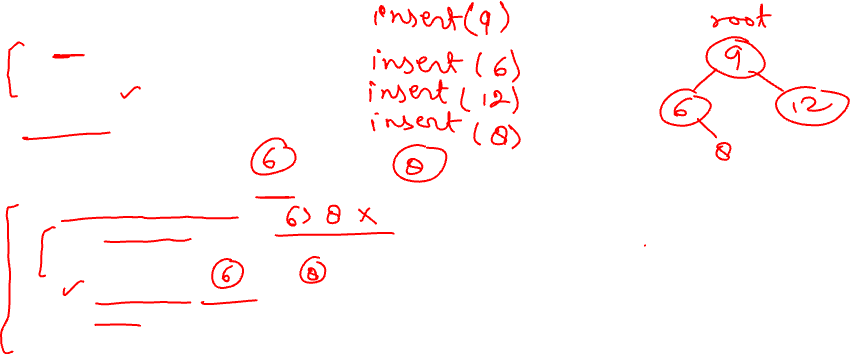 insert(9)
insert(6)
insert(12)
insert(8)
root
9
6
12
8
6
8
6>8 x
6
8